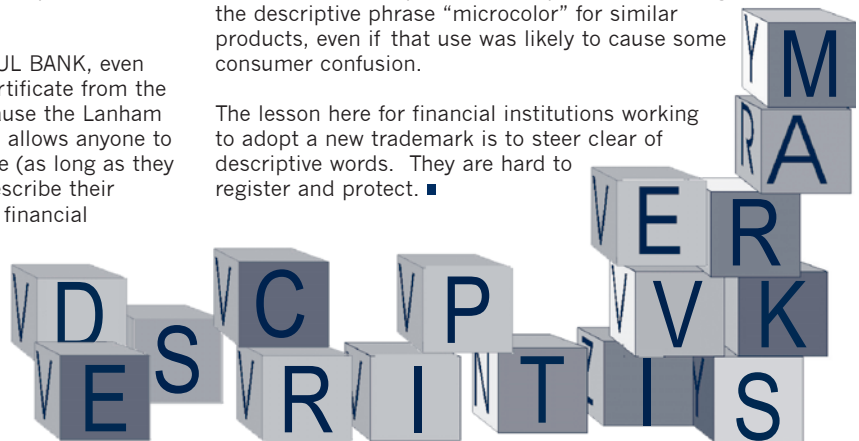 UL BANK, even
rtificate from the
ause the Lanham
allows anyone to
e (as long as they
escribe their
financial
the descriptive phrase “microcolor” for similar
products, even if that use was likely to cause some
consumer confusion.
The lesson here for financial institutions working
to adopt a new trademark is to steer clear of
descriptive words. They are hard to
register and protect.
Y M
R A
V E R
V D V C V P V V K
S
V E V R V I N T Z I Y S